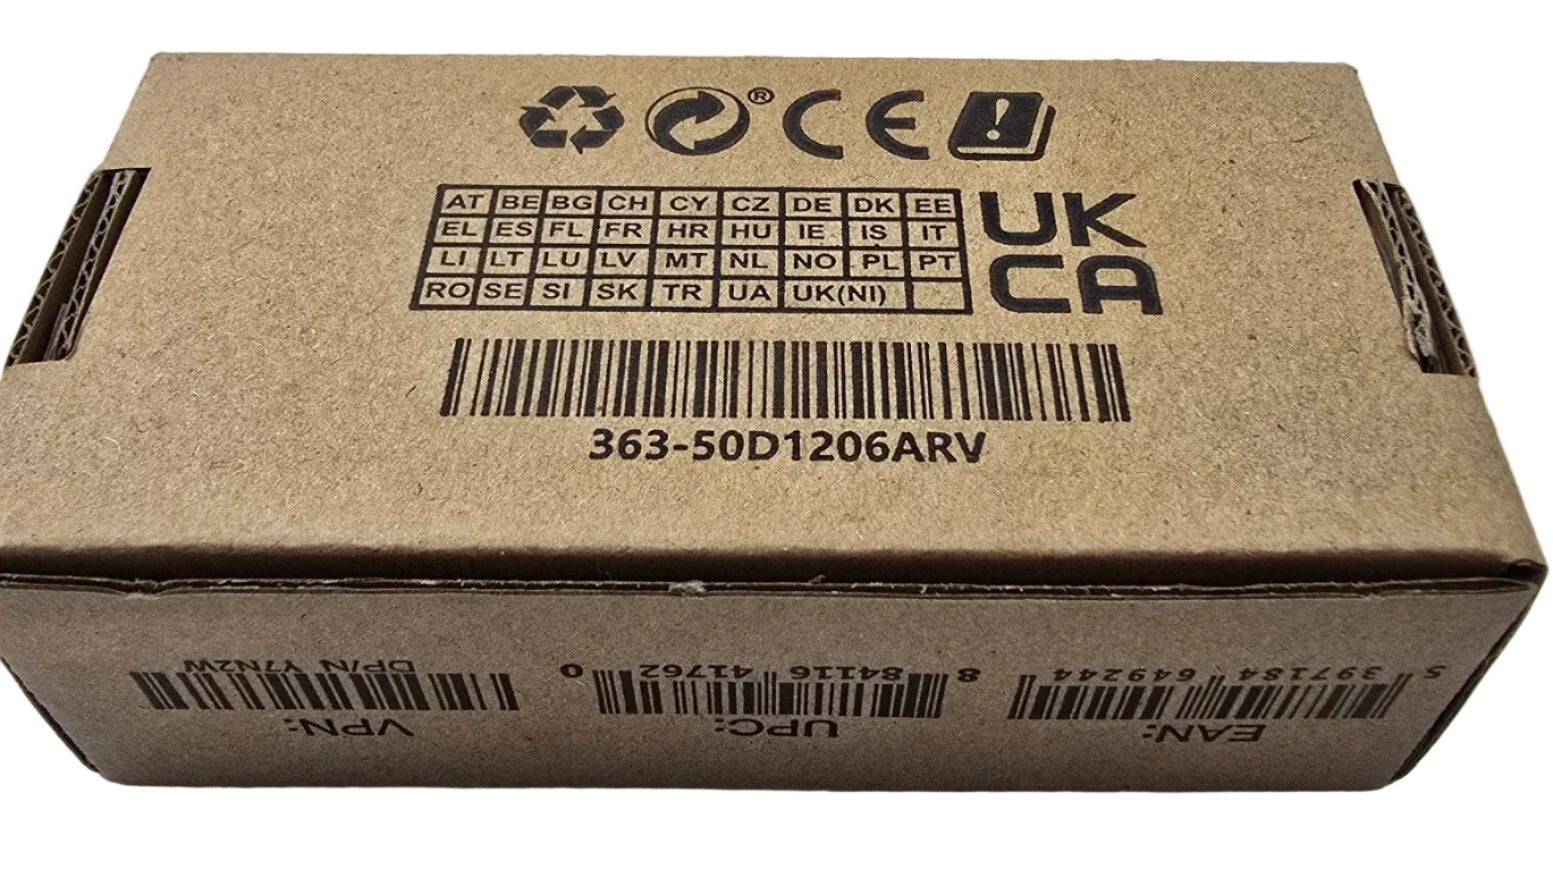 ®
CE
AT BE BG CH CY CZ DE DK EE
EL ES FL FR HR HU IE IS IT
LI LT LU LV MT NL NO PL PT
RO SE SI SK TR UA UK(NI)
UK
CA
363-50D1206ARV
EAN:
5 397184 649244
UPC:
8 84116 41762 0
VPN:
DP/N Y7N2W